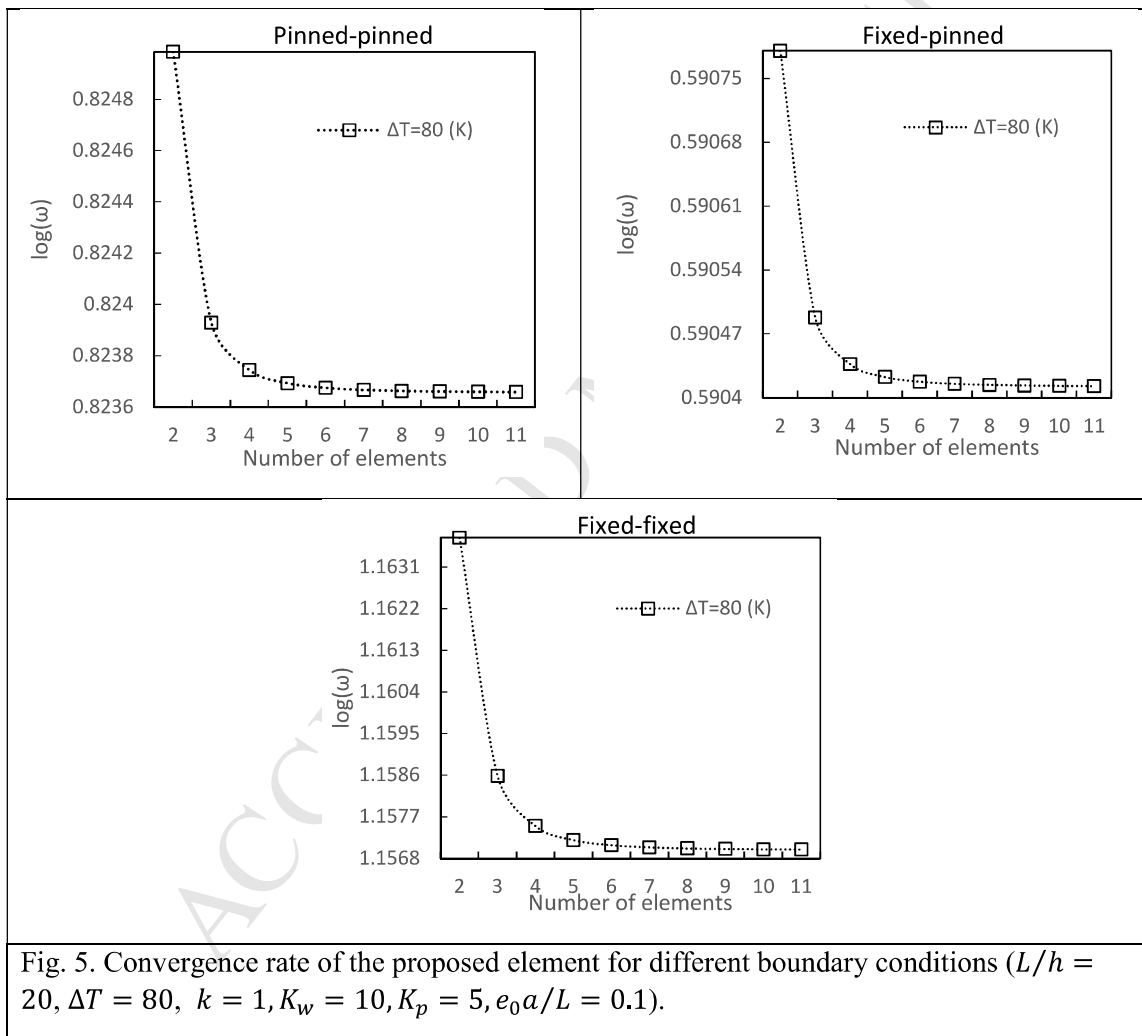 Pinned-pinned
0.8248
0.8246
0.8244
0.8242
0.824
0.8238
0.8236
log(ω)
ΔT=80 (K)
2 3 4 5 6 7 8 9 10 11
Number of elements
Fixed-pinned
0.59075
0.59068
0.59061
0.59054
0.59047
0.5904
log(ω)
ΔT=80 (K)
2 3 4 5 6 7 8 9 10 11
Number of elements
Fixed-fixed
1.1631
1.1622
1.1613
1.1604
1.1595
1.1586
1.1577
1.1568
log(ω)
ΔT=80 (K)
2 3 4 5 6 7 8 9 10 11
Number of elements
Fig. 5. Convergence rate of the proposed element for different boundary conditions (L/h =
20, ΔT = 80, k = 1, K_w = 10, K_p = 5, e_0a/L = 0.1).